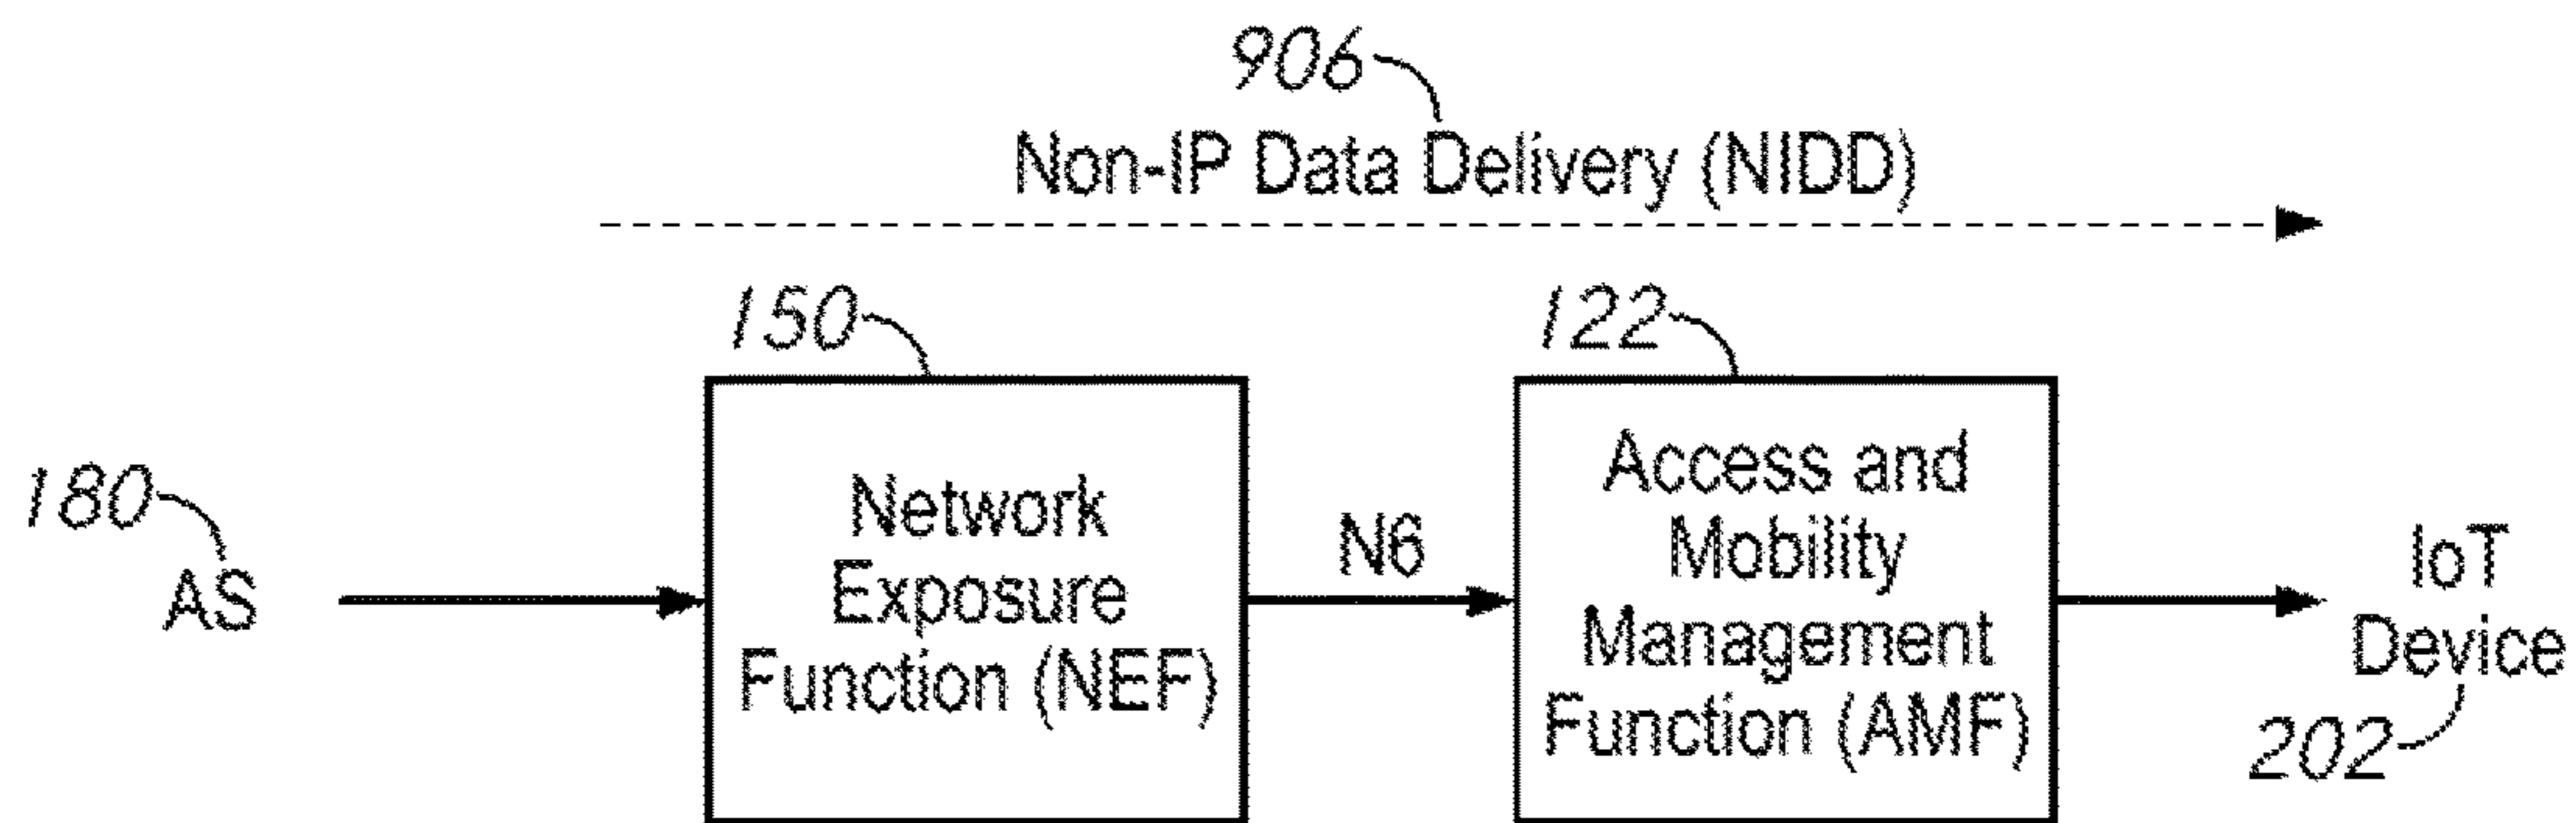 906
Non-IP Data Delivery (NIDD)
150
122
180
AS
Network
Exposure
Function (NEF)
N6
Access and
Mobility
Management
Function (AMF)
IoT
Device
202